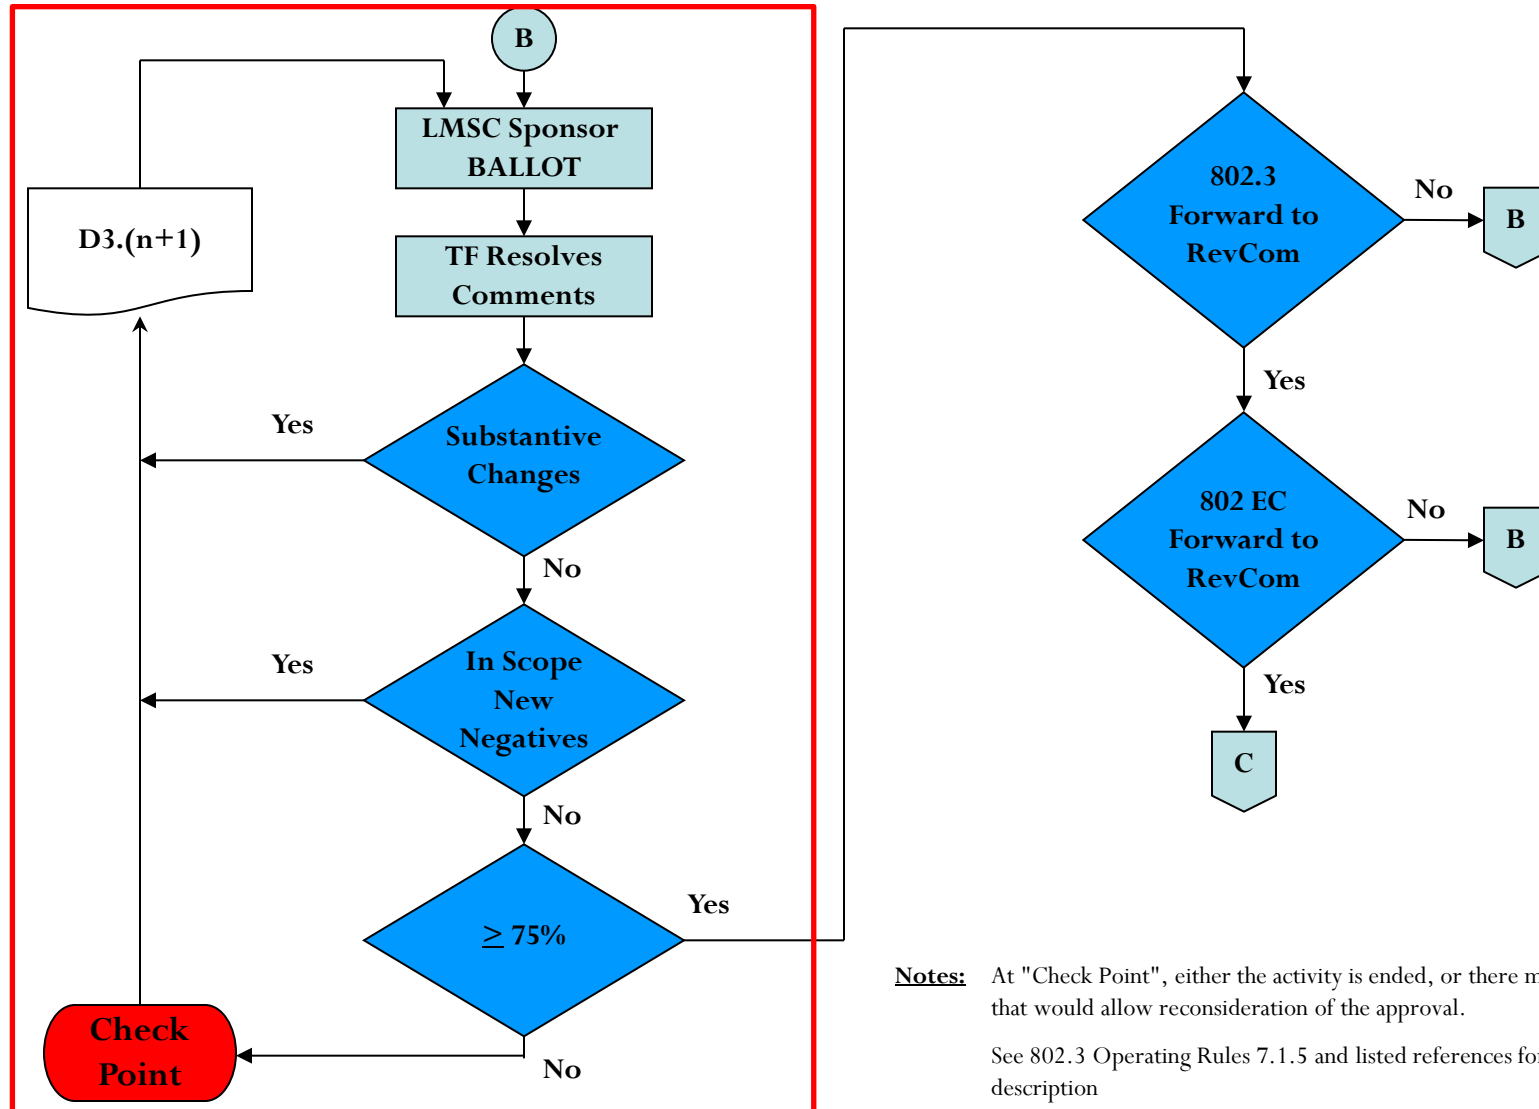 B
LMSC Sponsor
BALLOT
D3.(n+1)
TF Resolves
Comments
Yes
Substantive
Changes
No
Yes
In Scope
New
Negatives
No
≥ 75%
Yes
Check
Point
No
802.3
Forward to
RevCom
No
B
Yes
802 EC
Forward to
RevCom
No
B
Yes
C
Notes: At "Check Point", either the activity is ended, or there
that would allow reconsideration of the approval.
See 802.3 Operating Rules 7.1.5 and listed references for
description